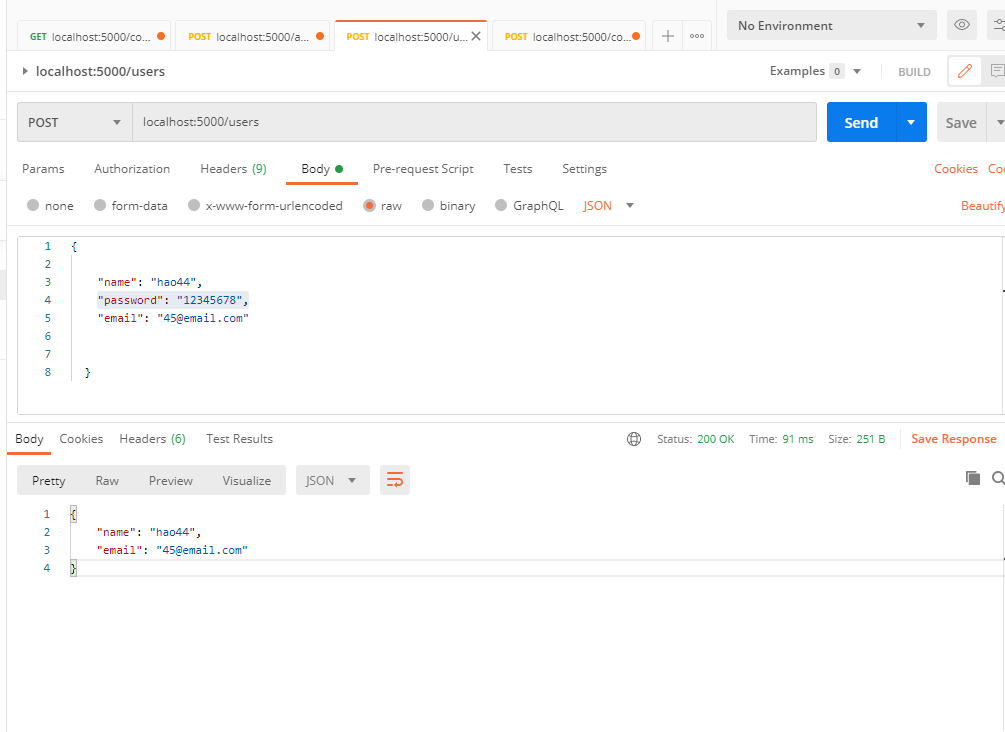 GET localhost:5000/co...
POST localhost:5000/a...
POST localhost:5000/u...
POST localhost:5000/co...
No Environment
localhost:5000/users
Examples 0
BUILD
POST
localhost:5000/users
Send
Save
Params Authorization Headers (9) Body Pre-request Script Tests Settings Cookies Co
none form-data x-www-form-urlencoded raw binary GraphQL JSON Beautify
1 {
2
3 "name": "hao44",
4 "password": "12345678",
5 "email": "45@email.com"
6
7
8 }
Body Cookies Headers (6) Test Results Status: 200 OK Time: 91 ms Size: 251 B Save Response
Pretty Raw Preview Visualize JSON
1 {
2 "name": "hao44",
3 "email": "45@email.com"
4 }